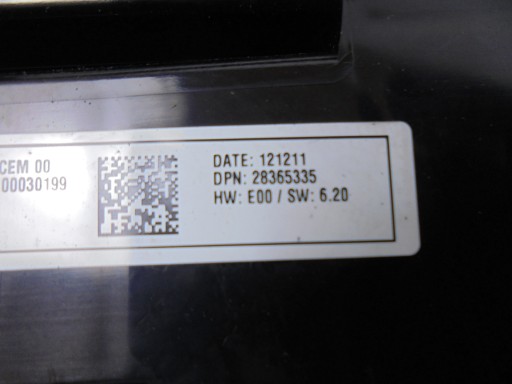 CEM 00
00030199
DATE: 121211
DPN: 28365335
HW: E00 / SW: 6.20